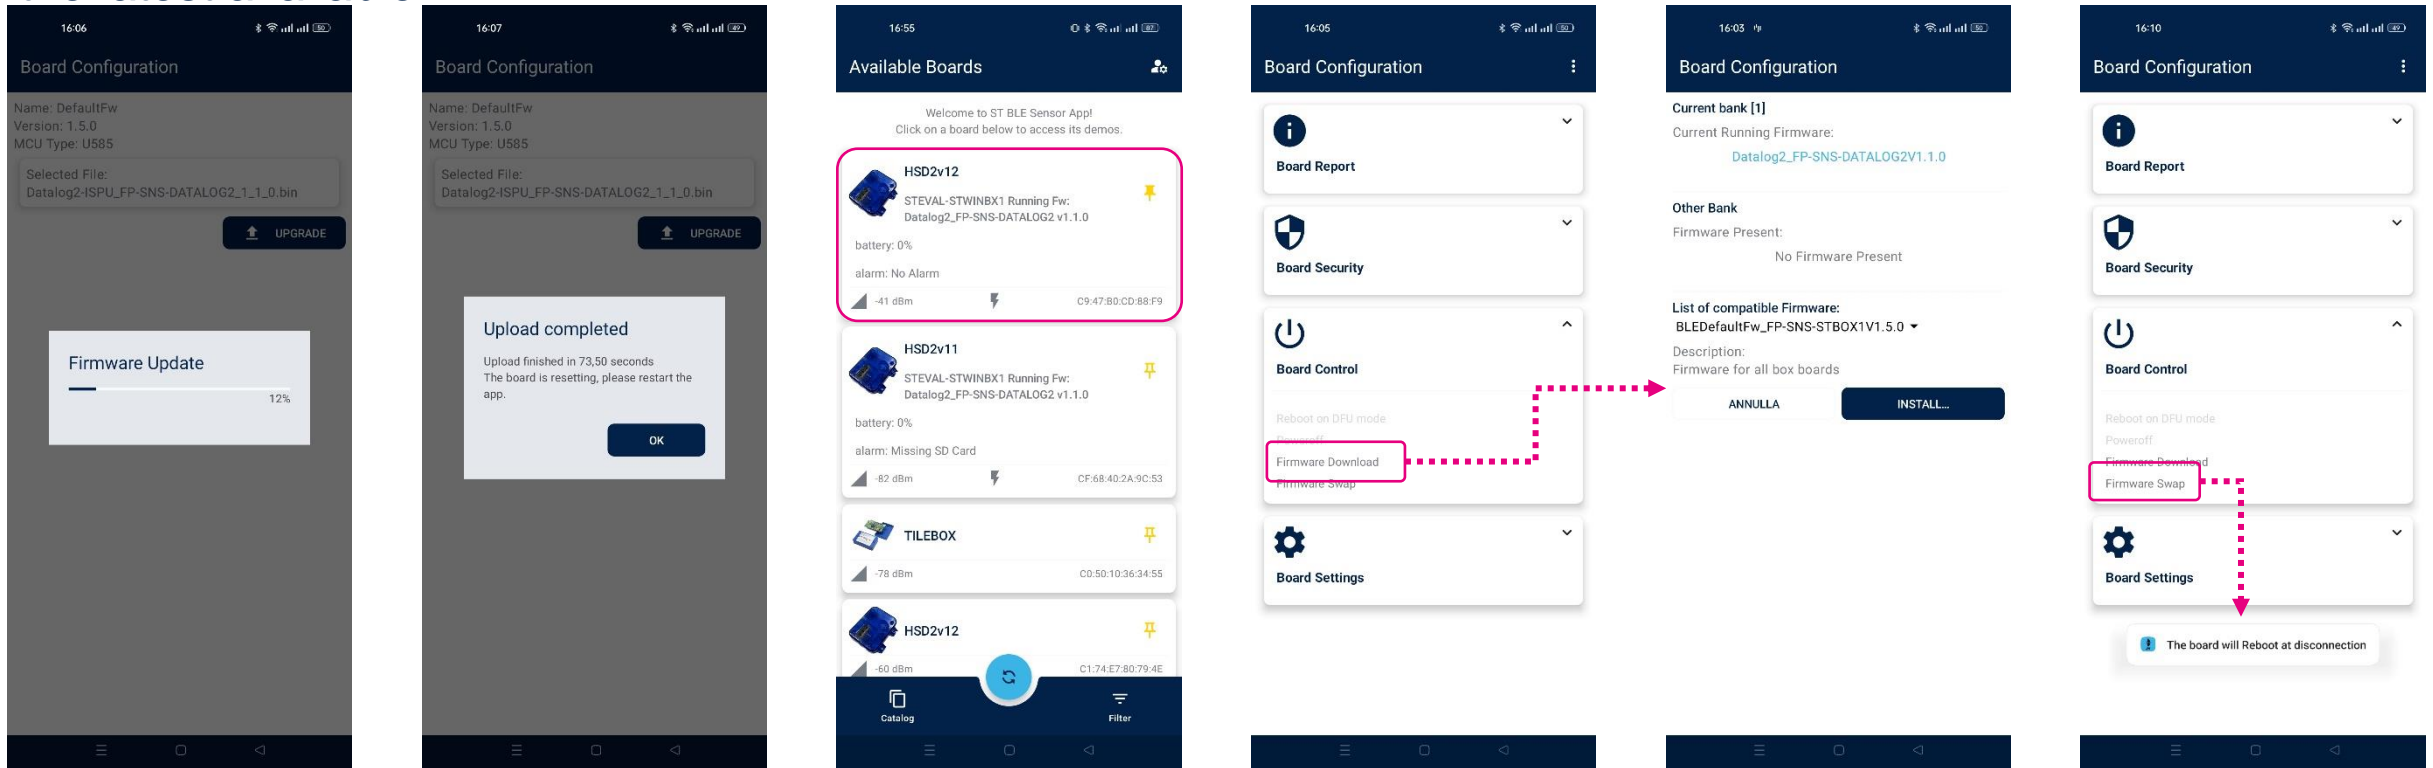 16:06
50
Board Configuration
Name: DefaultFw
Version: 1.5.0
MCU Type: U585
Selected File:
Datalog2-ISPU_FP-SNS-DATALOG2_1_1_0.bin
UPGRADE
Firmware Update
12%
16:07
49
Board Configuration
Name: DefaultFw
Version: 1.5.0
MCU Type: U585
Selected File:
Datalog2-ISPU_FP-SNS-DATALOG2_1_1_0.bin
UPGRADE
Upload completed
Upload finished in 73,50 seconds
The board is resetting, please restart the
app.
OK
16:55
87
Available Boards
Welcome to ST BLE Sensor App!
Click on a board below to access its demos.
HSD2v12
STEVAL-STWINBX1 Running Fw:
Datalog2_FP-SNS-DATALOG2 v1.1.0
battery: 0%
alarm: No Alarm
-41 dBm
C9:47:B0:CD:88:F9
HSD2v11
STEVAL-STWINBX1 Running Fw:
Datalog2_FP-SNS-DATALOG2 v1.1.0
battery: 0%
alarm: Missing SD Card
-82 dBm
CF:68:40:2A:9C:53
TILEBOX
-78 dBm
C0:50:10:36:34:55
HSD2v12
-60 dBm
C1:74:E7:80:79:4E
Catalog
Filter
16:05
50
Board Configuration
Board Report
Board Security
Board Control
Reboot on DFU mode
Poweroff
Firmware Download
Firmware Swap
Board Settings
16:03
50
Board Configuration
Current bank [1]
Current Running Firmware:
Datalog2_FP-SNS-DATALOG2V1.1.0
Other Bank
Firmware Present:
No Firmware Present
List of compatible Firmware:
BLEDefaultFw_FP-SNS-STBOX1V1.5.0
Description:
Firmware for all box boards
ANNULLA
INSTALL...
16:10
49
Board Configuration
Board Report
Board Security
Board Control
Reboot on DFU mode
Poweroff
Firmware Download
Firmware Swap
Board Settings
The board will Reboot at disconnection